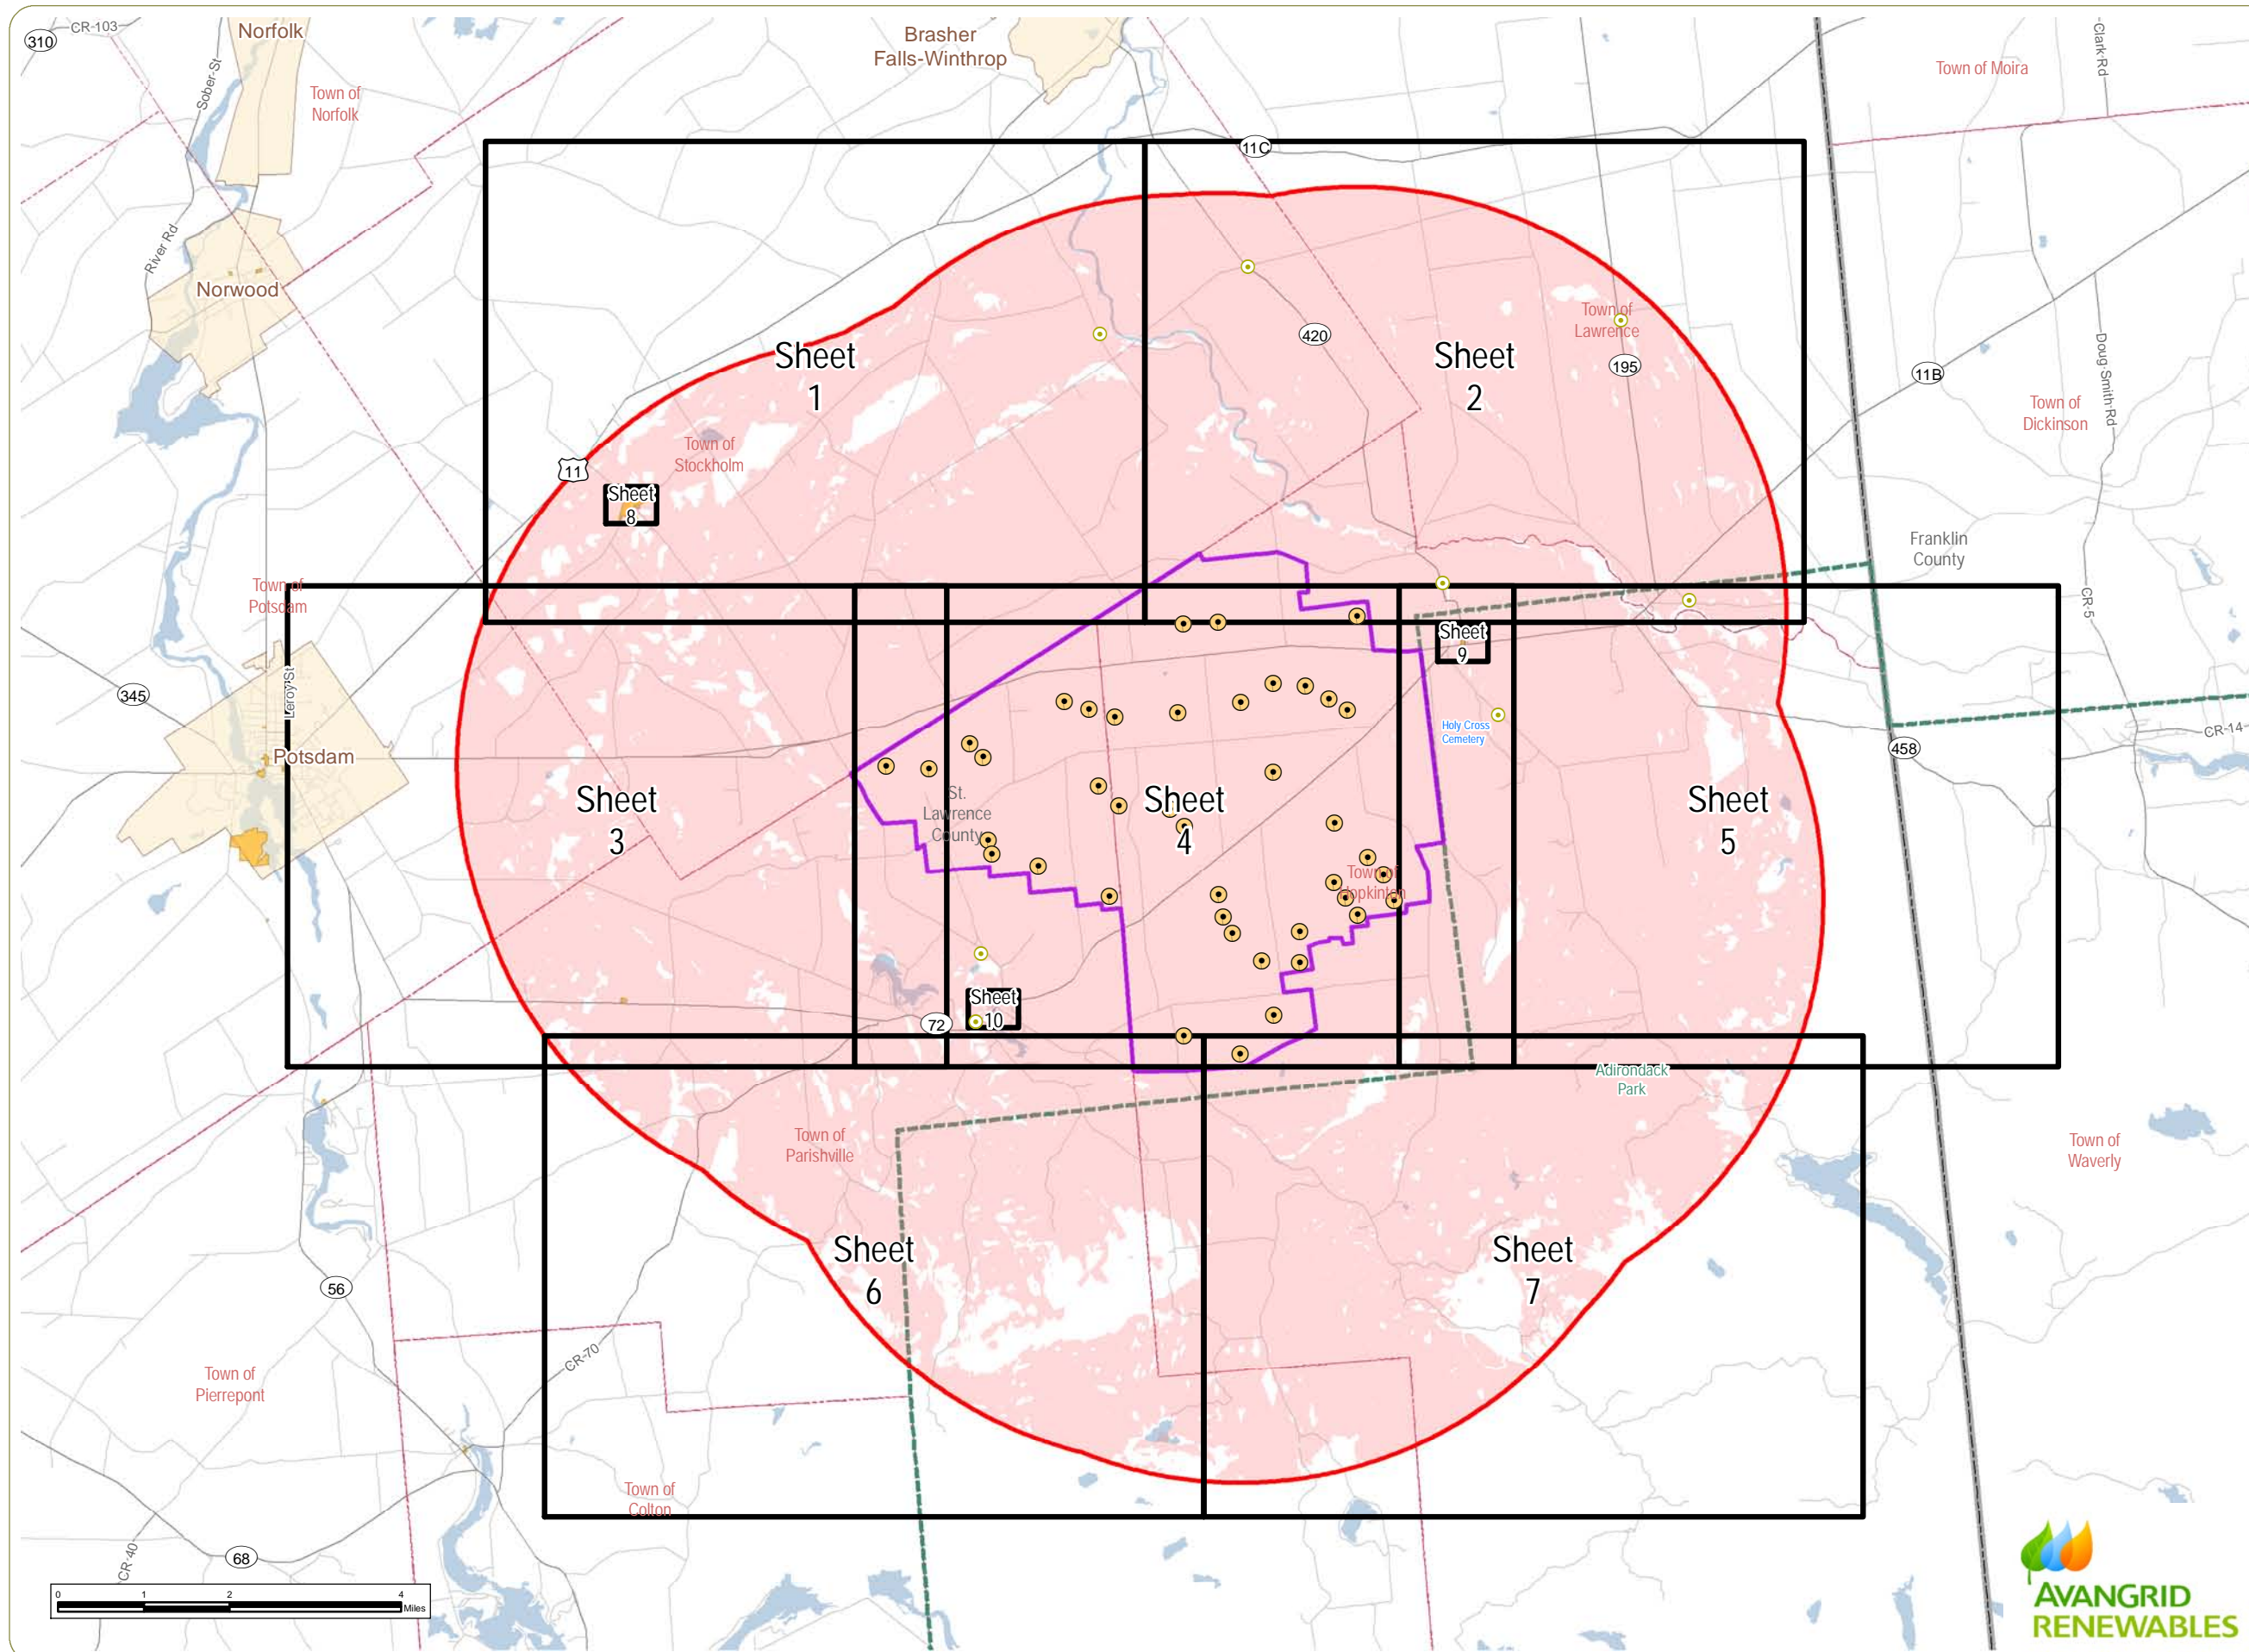 310
CR-103
Norfolk
Sober St
Town of
Norfolk
Brasher
Falls-Winthrop
Clark Rd
Town of Moira
11C
River Rd
Norwood
Town of
Lawrence
420
195
11B
Doug Smith Rd
Town of
Dickinson
Sheet
1
Sheet
2
Town of
Stockholm
11
Sheet
8
Franklin
County
Town of
Potsdam
CR-5
Sheet
9
Leroy St
345
Potsdam
Holy Cross
Cemetery
458
CR-14
Sheet
3
St.
Lawrence
County
Sheet
4
Sheet
5
Town of
Hopkinton
Sheet
10
72
Adirondack
Park
Town of
Parishville
Town of
Waverly
Sheet
6
Sheet
7
56
CR-70
Town of
Pierrepont
Town of
Colton
CR-40
68
0 1 2 4
Miles
AVANGRID
RENEWABLES